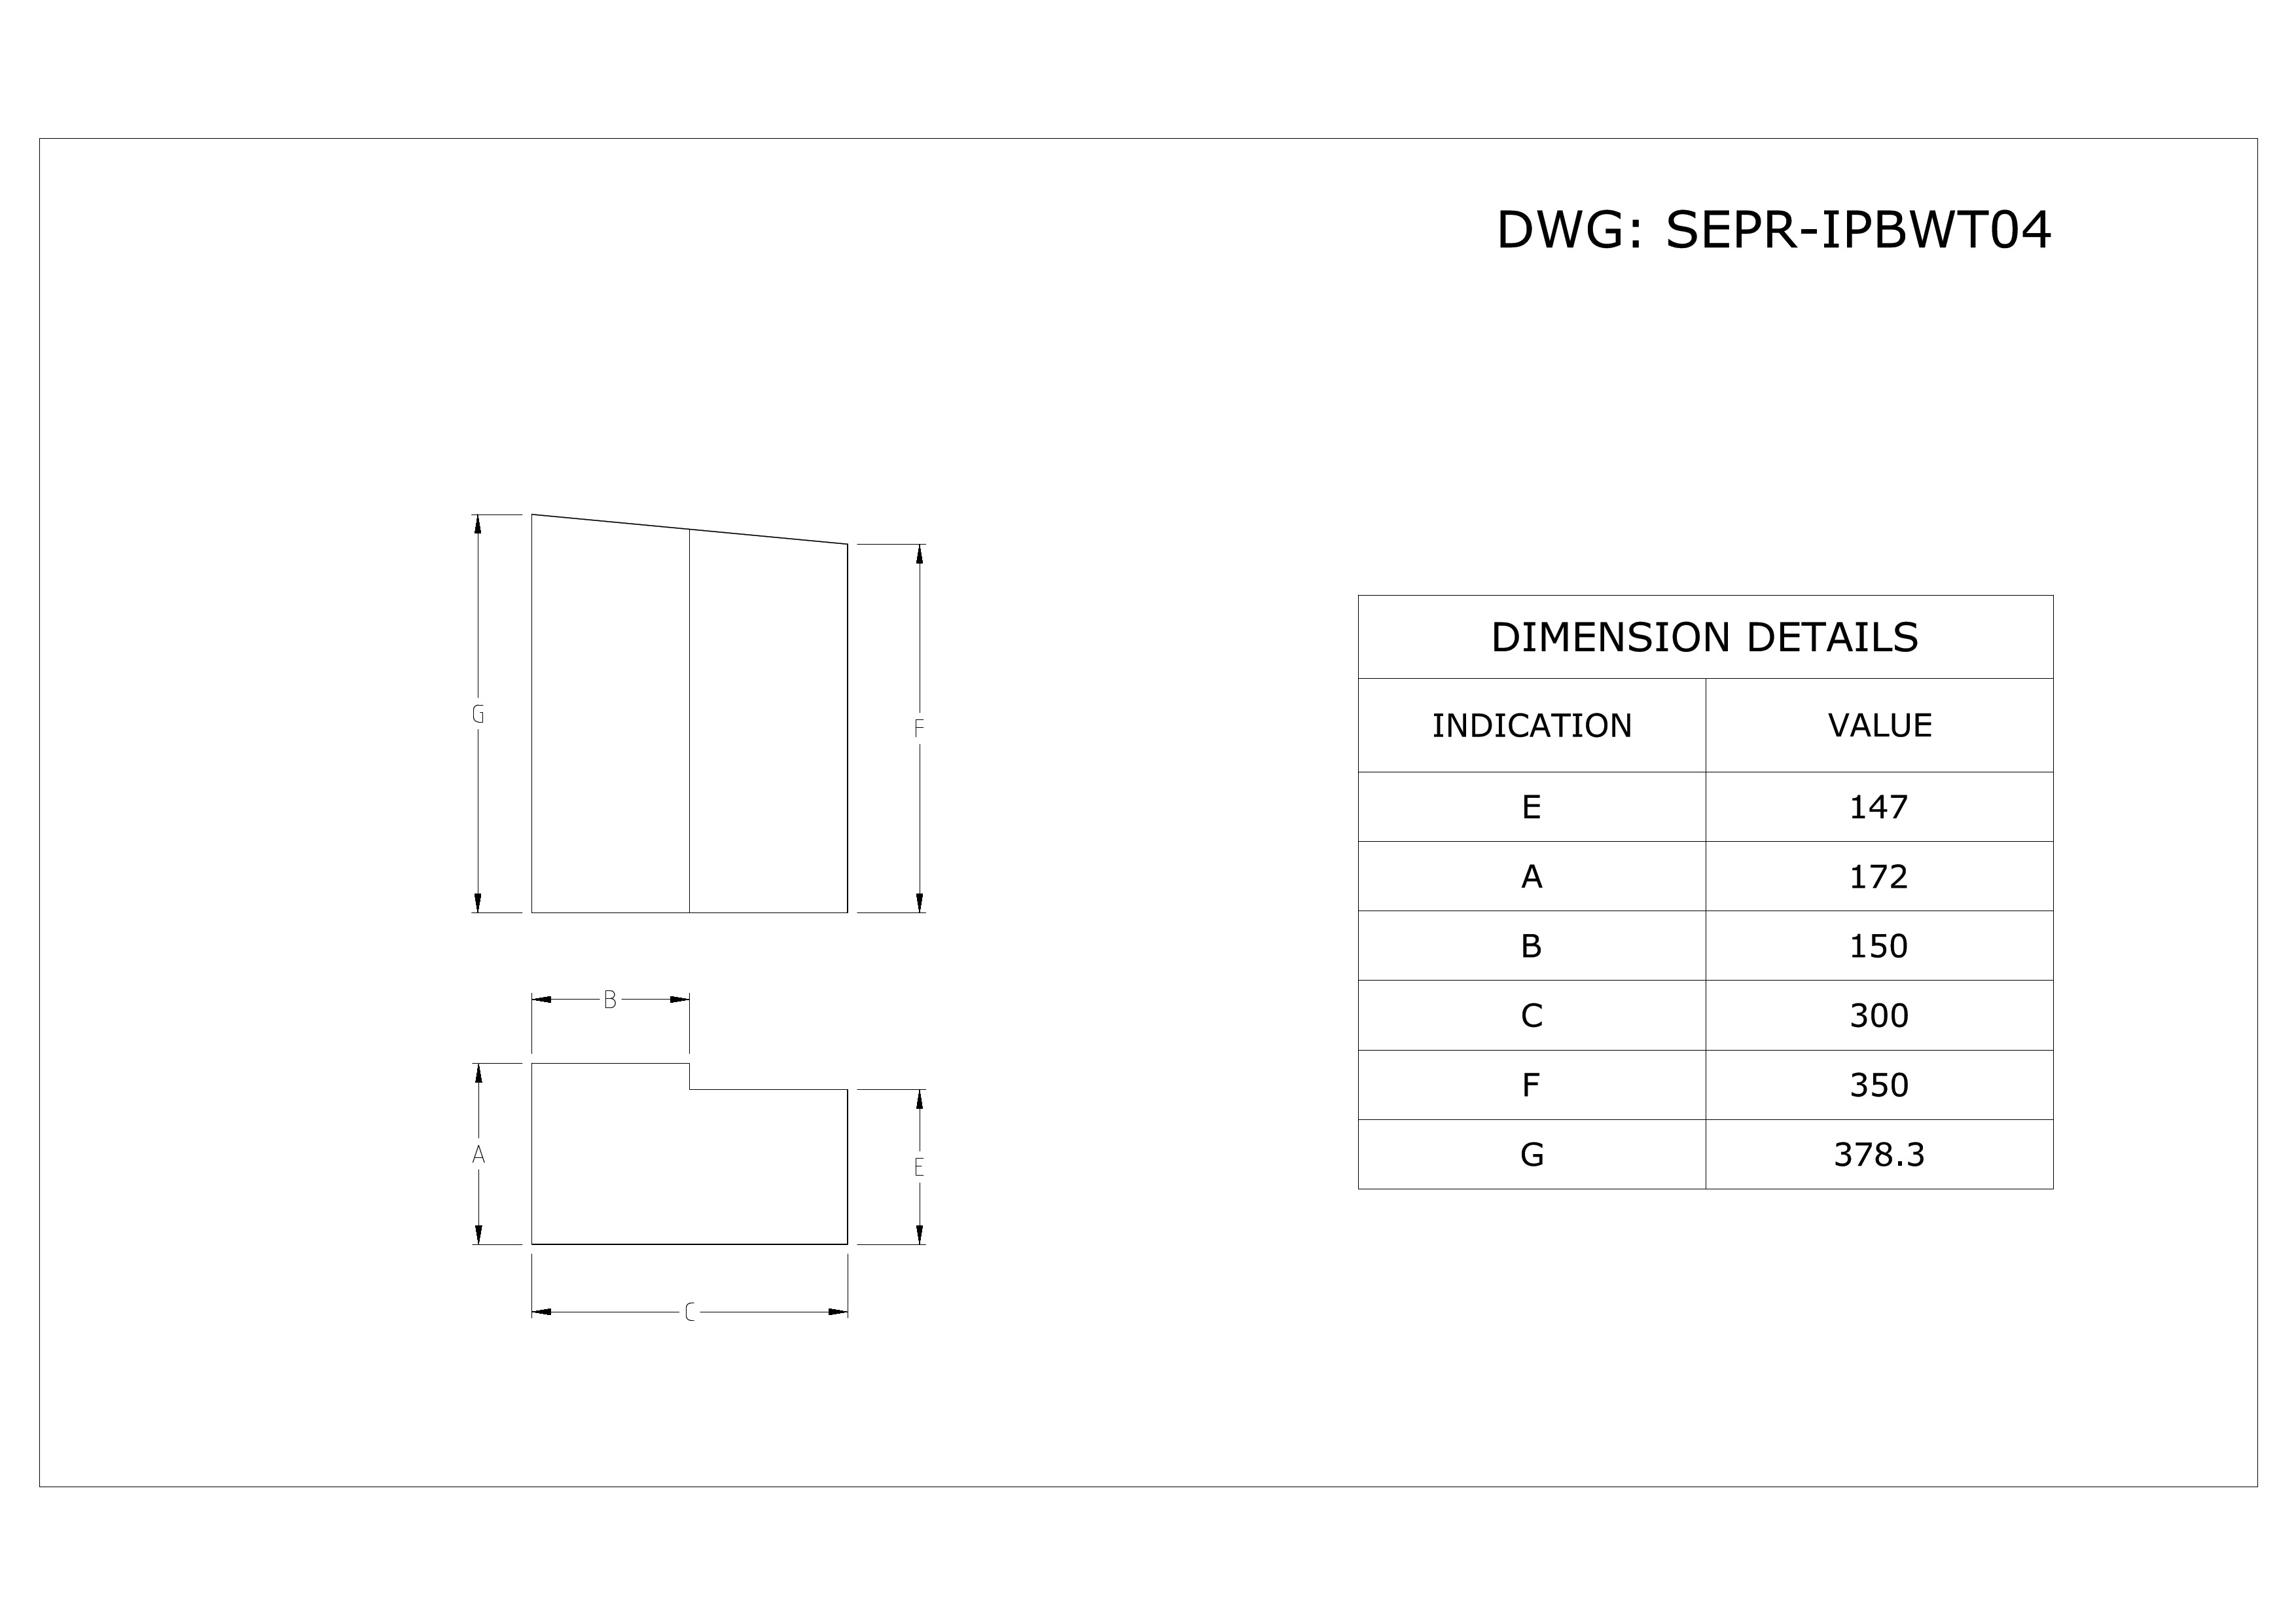 DWG: SEPR-IPBWT04
G
F
B
A
E
C
DIMENSION DETAILS
INDICATION VALUE
E 147
A 172
B 150
C 300
F 350
G 378.3